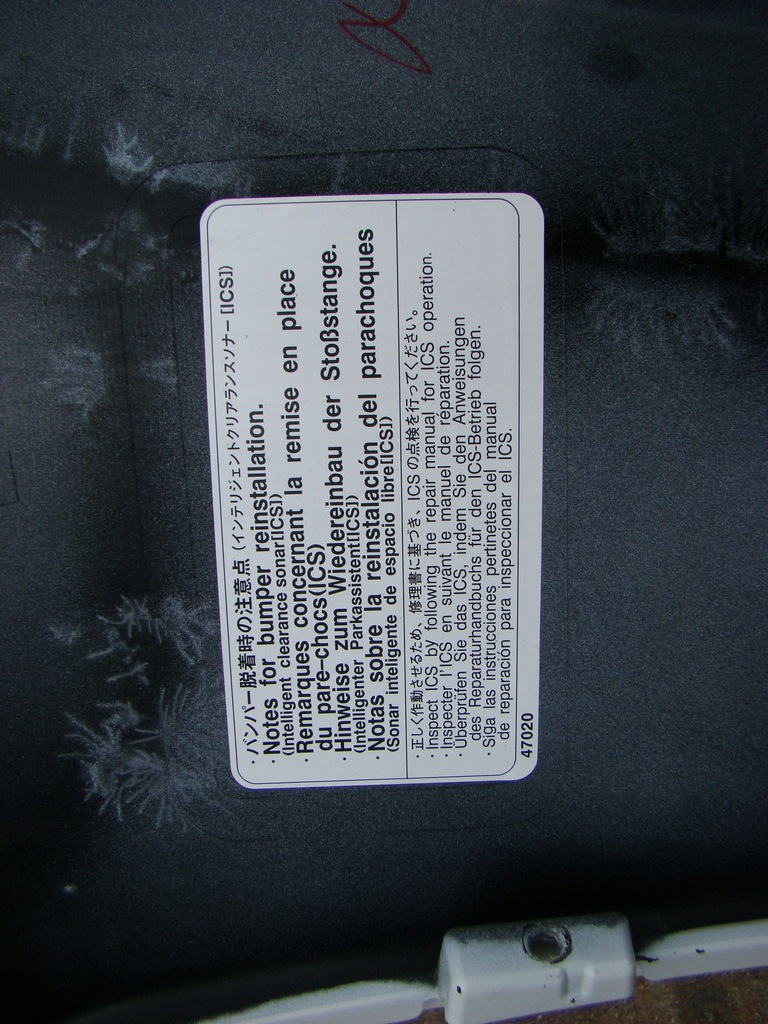 ・バンパー脱着時の注意点（インテリジェントクリアランスソナー [ICS]）
・Notes for bumper reinstallation.
(Intelligent clearance sonar[ICS])
・Remarques concernant la remise en place
du pare-chocs(ICS)
・Hinweise zum Wiedereinbau der Stoßstange.
(Intelligenter Parkassistent[ICS])
・Notas sobre la reinstalación del parachoques
(Sonar inteligente de espacio libre[ICS])
・正しく作動させるため、修理書に基づき、ICS の点検を行ってください。
・Inspect ICS by following the repair manual for ICS operation.
・Inspecter l'ICS en suivant le manuel de réparation.
・Überprüfen Sie das ICS, indem Sie den Anweisungen
des Reparaturhandbuchs für den ICS-Betrieb folgen.
・Siga las instrucciones pertinetes del manual
de reparación para inspeccionar el ICS.
47020